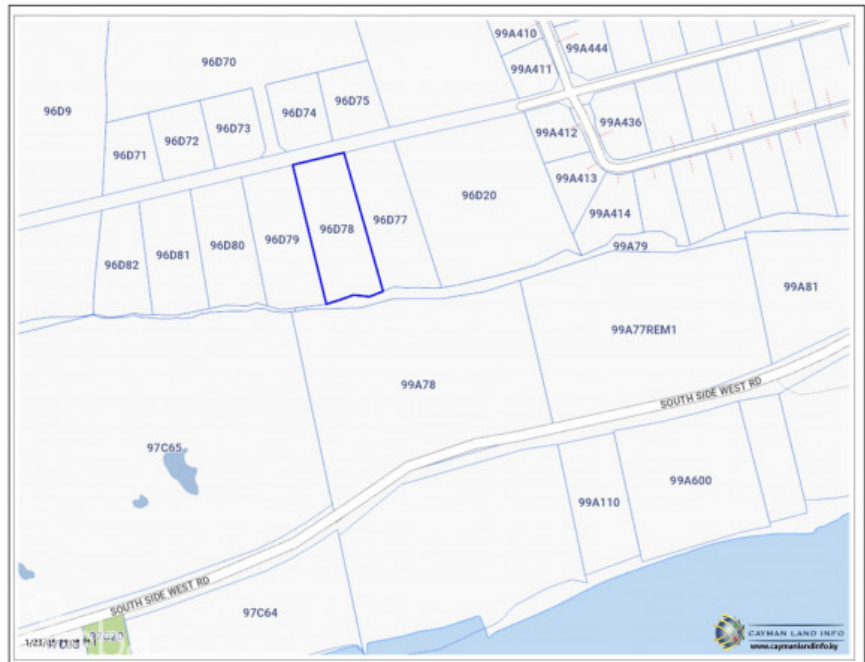 99A410
99A444
96D70
99A411
96D9
96D74
96D75
96D73
99A436
96D72
99A412
96D71
99A413
96D20
96D77
99A414
96D78
96D79
96D80
99A79
96D81
96D82
99A81
99A77REM1
99A78
SOUTH SIDE WEST RD
97C65
99A600
99A110
SOUTH SIDE WEST RD
97C64
97C20
CAYMAN LAND INFO
www.caymanlandinfo.ky